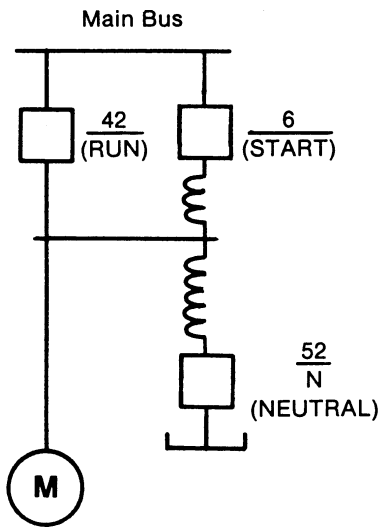 Main Bus
42
(RUN)
6
(START)
52
N
(NEUTRAL)
M